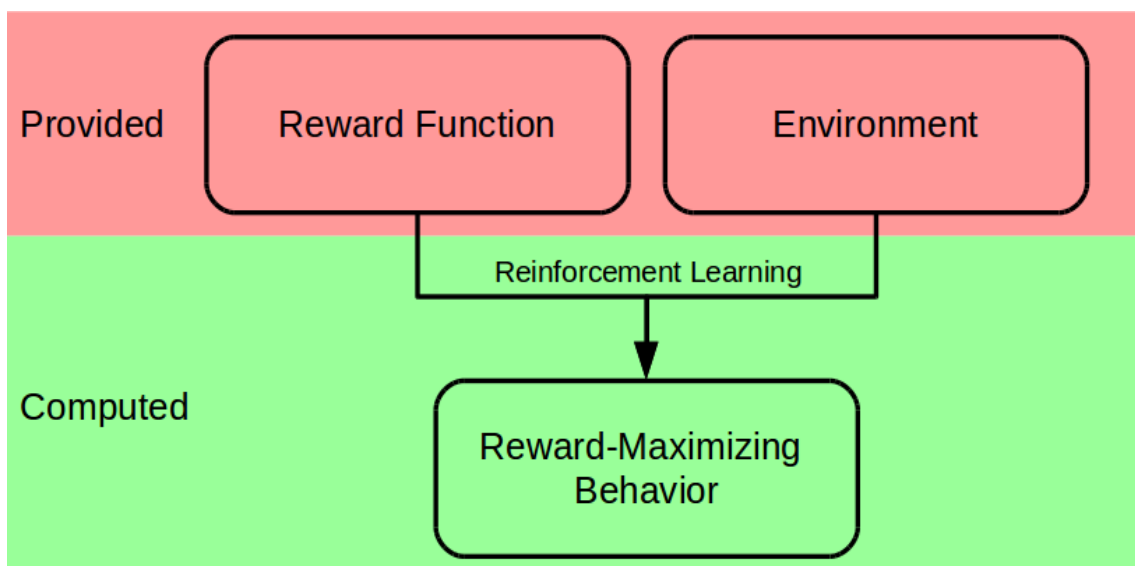 Provided
Reward Function
Environment
Reinforcement Learning
Computed
Reward-Maximizing
Behavior